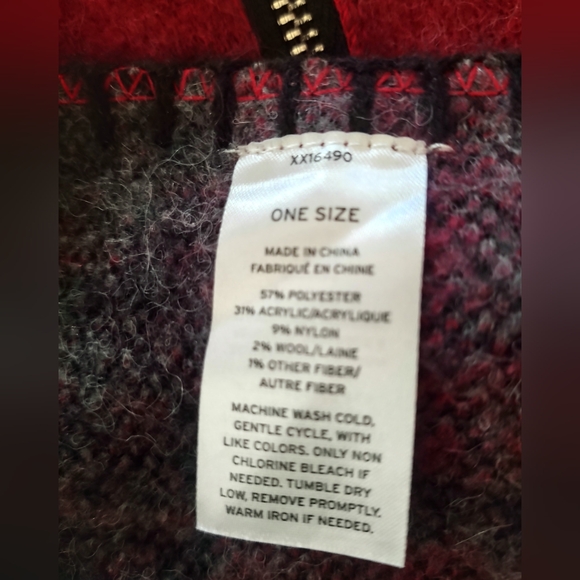 XX16490
ONE SIZE
MADE IN CHINA
FABRIQUÉ EN CHINE
57% POLYESTER
31% ACRYLIC/ACRYLIQUE
9% NYLON
2% WOOL/LAINE
1% OTHER FIBER/
AUTRE FIBER
MACHINE WASH COLD,
GENTLE CYCLE, WITH
LIKE COLORS. ONLY NON
CHLORINE BLEACH IF
NEEDED. TUMBLE DRY
LOW, REMOVE PROMPTLY.
WARM IRON IF NEEDED.